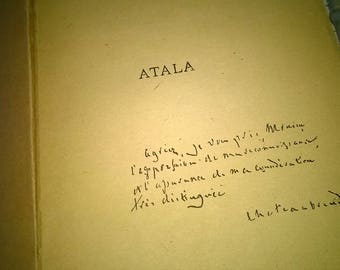 ATALA
agréez, je vous prie, Monsieur
l'expression de ma reconnaissance
et l'assurance de ma considération
très distinguée
Chateaubriand